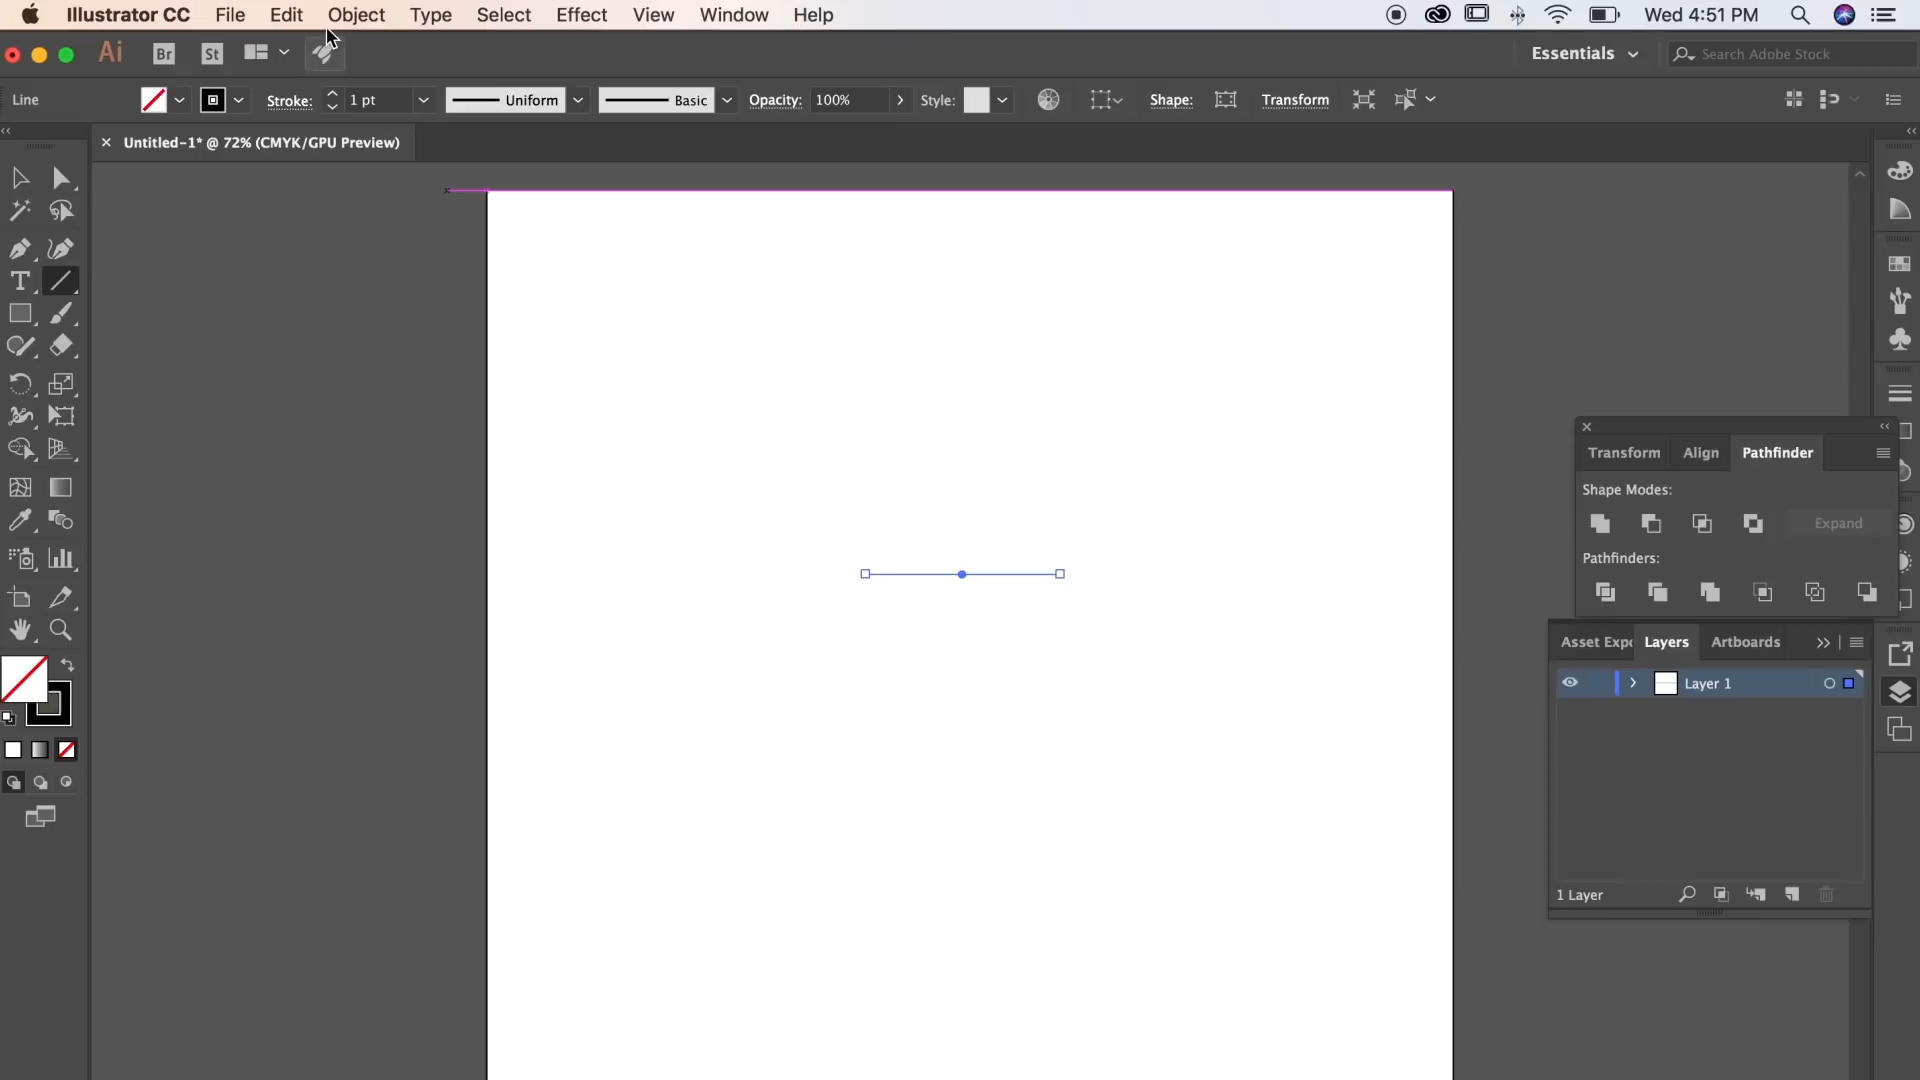 Illustrator CC File Edit Object Type Select Effect View Window Help Wed 4:51 PM
Ai Br St Essentials Search Adobe Stock
Line Stroke: 1 pt Uniform Basic Opacity: 100% Style: Shape: Transform
× Untitled-1* @ 72% (CMYK/GPU Preview)
T
Transform Align Pathfinder
Shape Modes:
Expand
Pathfinders:
Asset Expo Layers Artboards
Layer 1
1 Layer